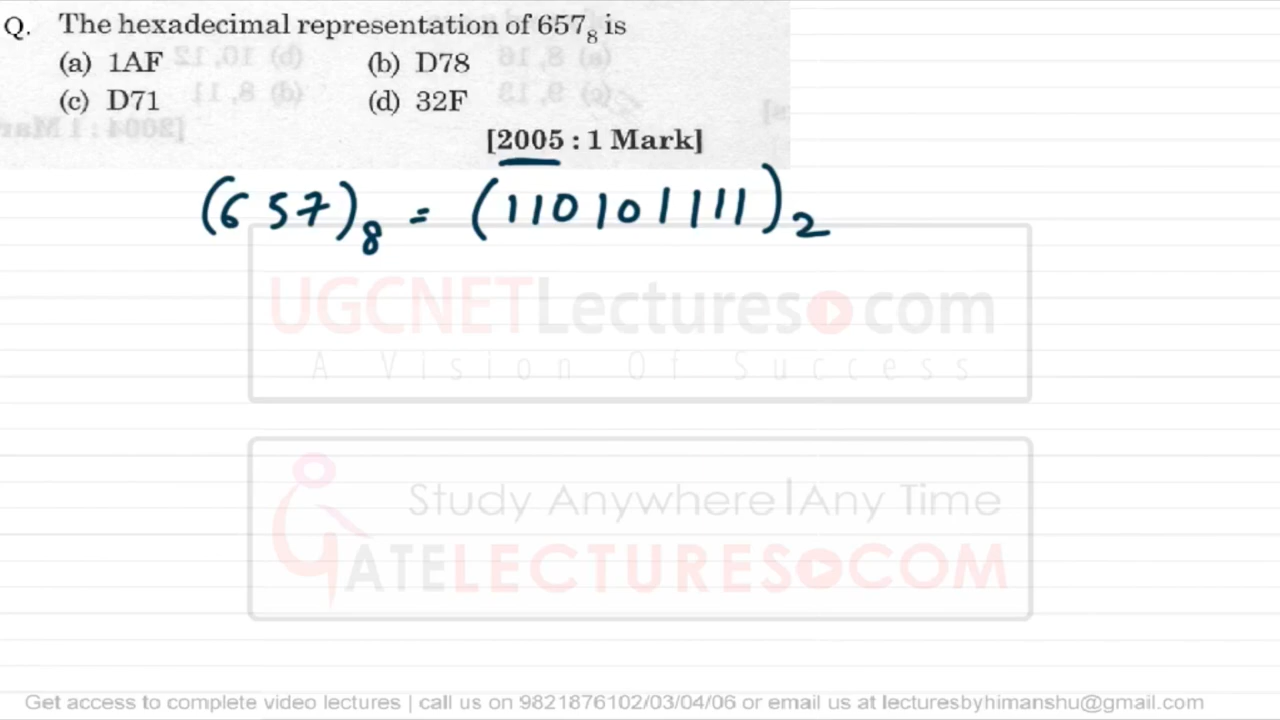 Q. The hexadecimal representation of 657₈ is
(a) 1AF (b) D78
(c) D71 (d) 32F
[2005 : 1 Mark]
(657)₈ = (110101111)₂
UGCNETLectures.com
A Vision Of Success
Study Anywhere|Any Time
GATELECTURES.COM
Get access to complete video lectures | call us on 9821876102/03/04/06 or email us at lecturesbyhimanshu@gmail.com